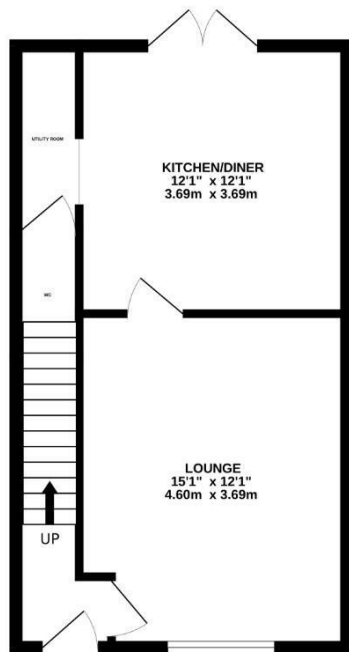 UTILITY ROOM
KITCHEN/DINER
12'1" x 12'1"
3.69m x 3.69m
WC
LOUNGE
15'1" x 12'1"
4.60m x 3.69m
UP